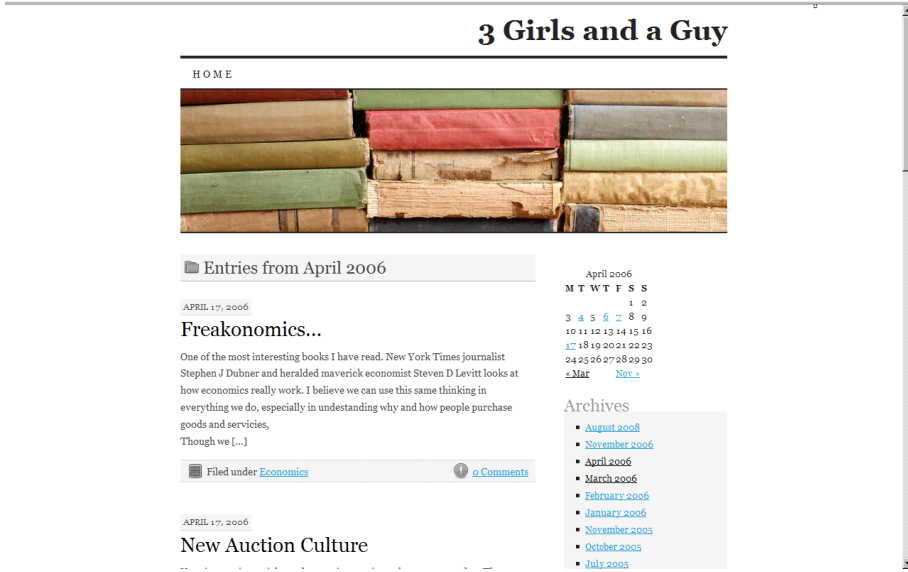 3 Girls and a Guy
HOME
Entries from April 2006
APRIL 17, 2006
Freakonomics...
One of the most interesting books I have read. New York Times journalist
Stephen J Dubner and heralded maverick economist Steven D Levitt looks at
how economics really work. I believe we can use this same thinking in
everything we do, especially in undestanding why and how people purchase
goods and servicies,
Though we [...]
Filed under Economics
0 Comments
APRIL 17, 2006
New Auction Culture
April 2006
M T W T F S S
1 2
3 4 5 6 7 8 9
10 11 12 13 14 15 16
17 18 19 20 21 22 23
24 25 26 27 28 29 30
« Mar Nov »
Archives
August 2008
November 2006
April 2006
March 2006
February 2006
January 2006
November 2005
October 2005
July 2005